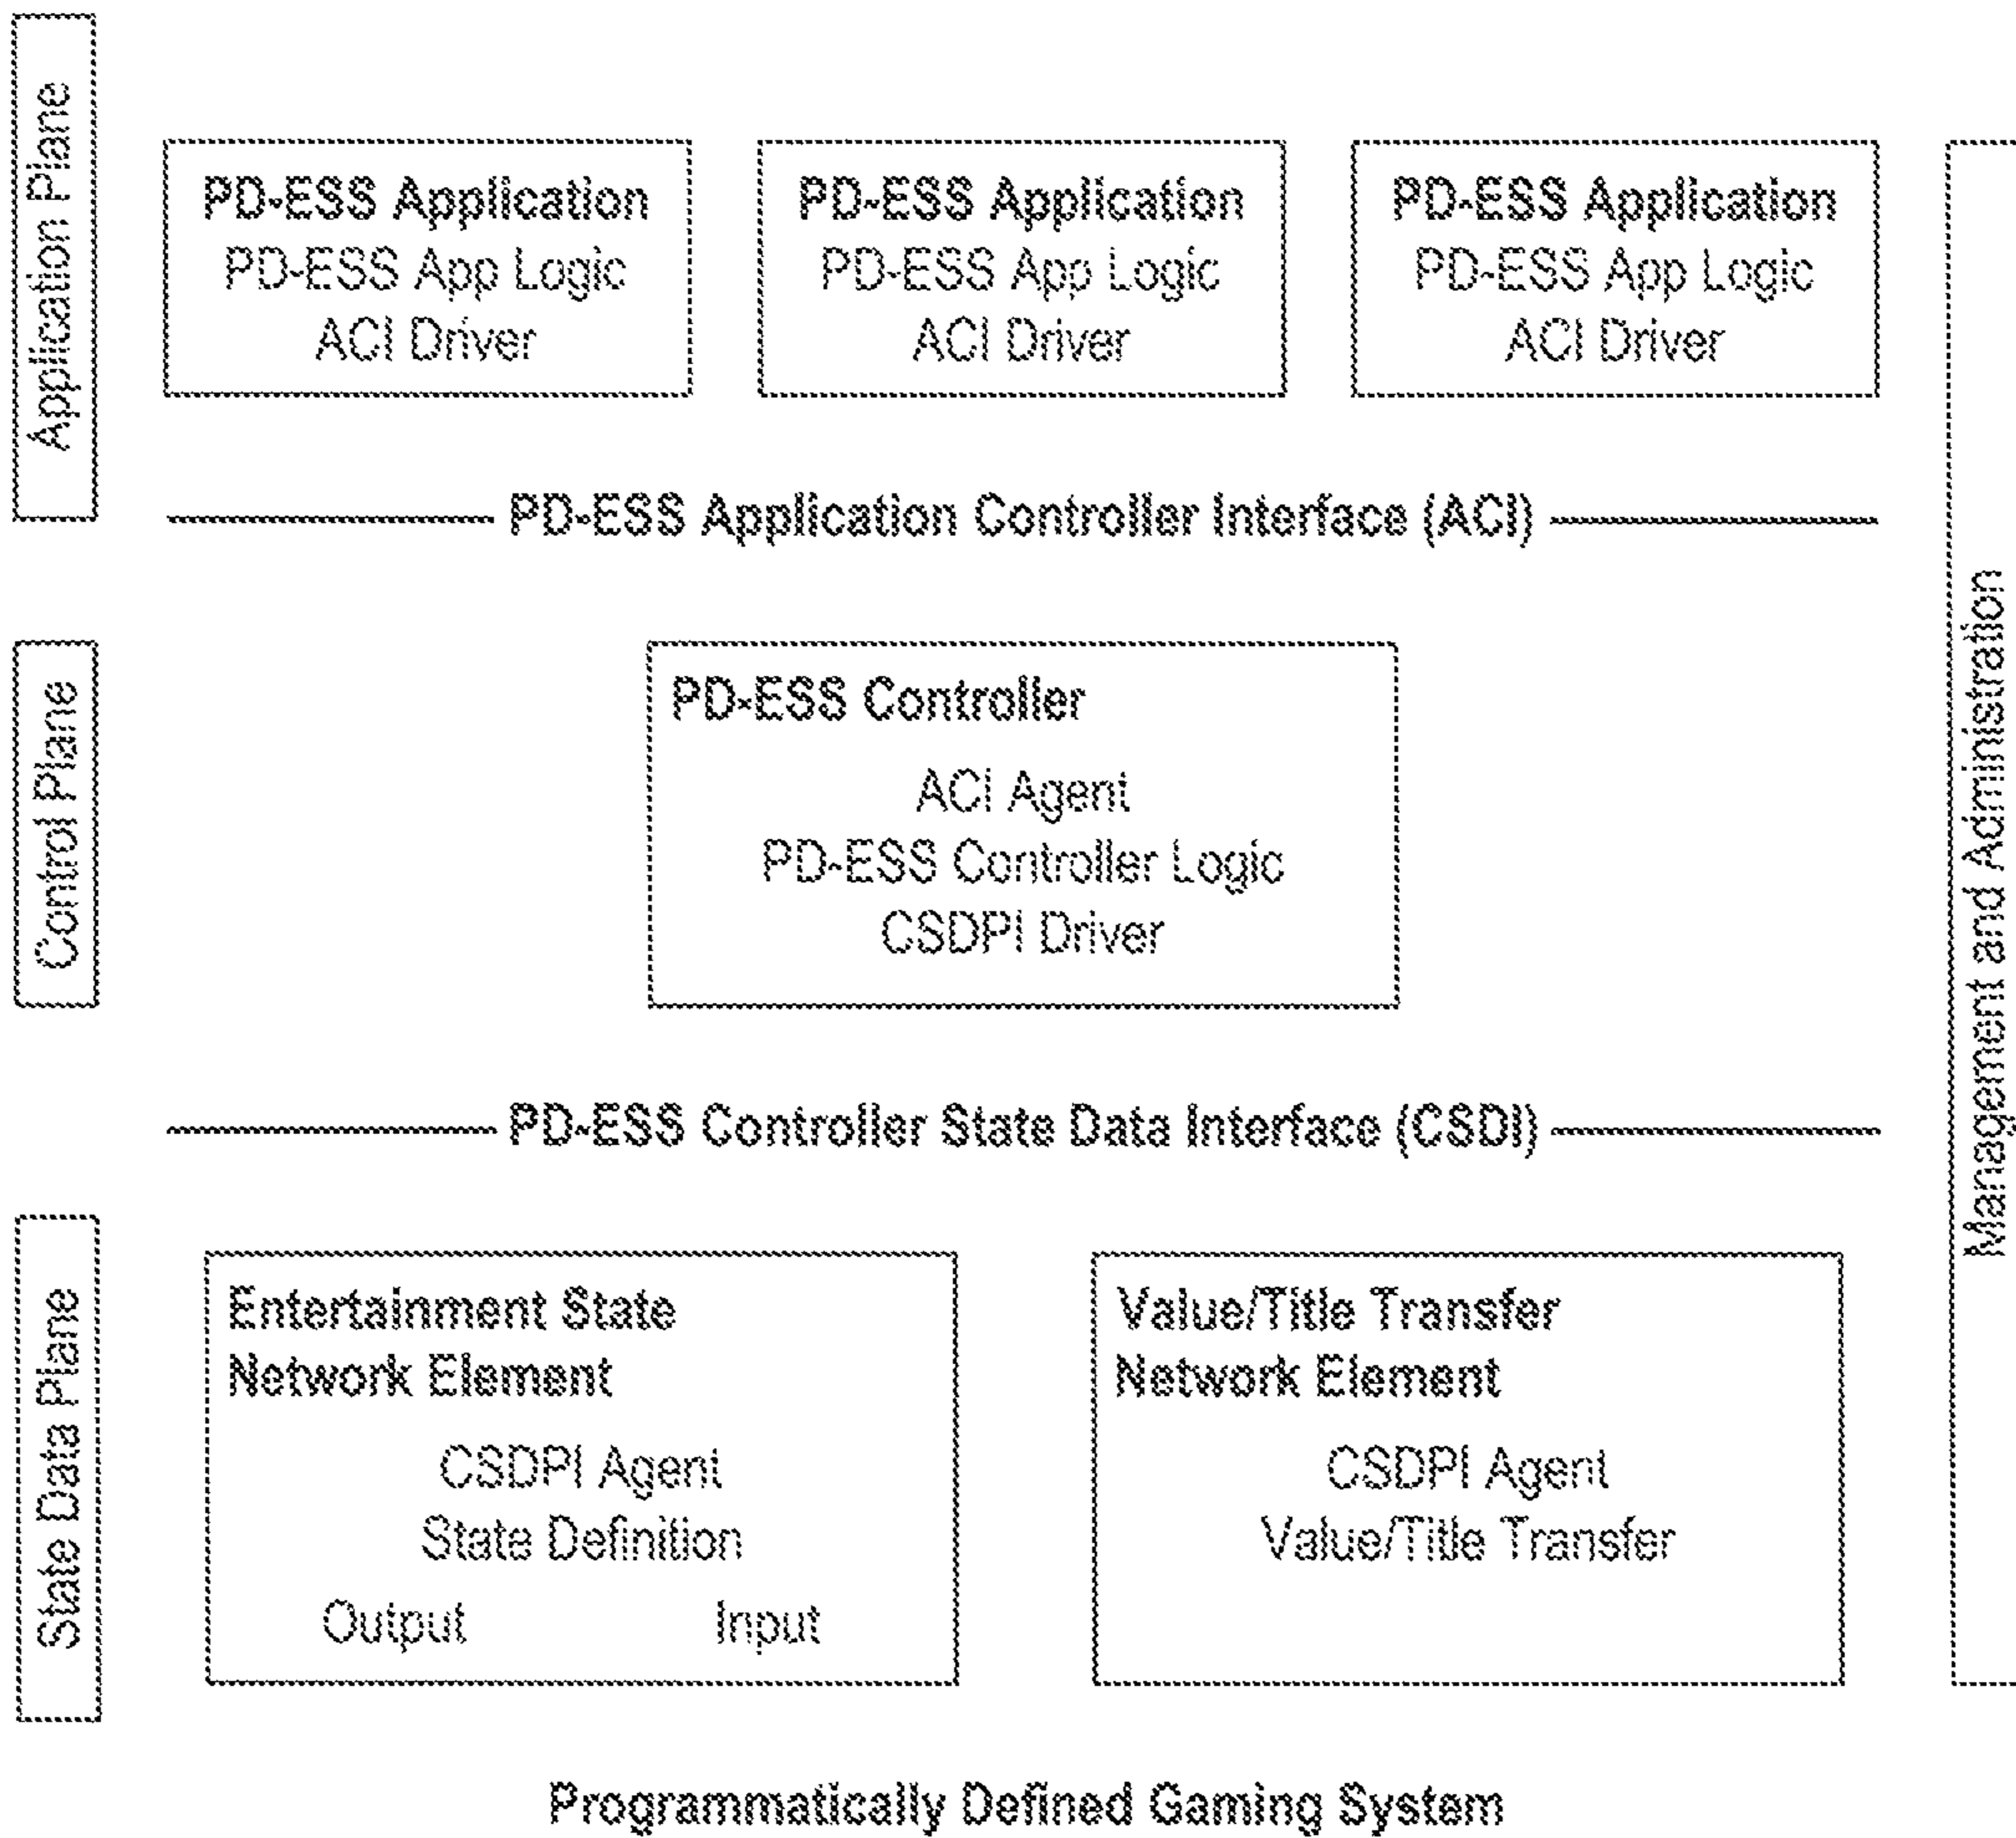 Application Plane
PD-ESS Application
PD-ESS App Logic
ACI Driver
PD-ESS Application
PD-ESS App Logic
ACI Driver
PD-ESS Application
PD-ESS App Logic
ACI Driver
PD-ESS Application Controller Interface (ACI)
Control Plane
PD-ESS Controller
ACI Agent
PD-ESS Controller Logic
CSDPI Driver
PD-ESS Controller State Data Interface (CSDI)
State Data Plane
Entertainment State
Network Element
CSDPI Agent
State Definition
Output Input
Value/Title Transfer
Network Element
CSDPI Agent
Value/Title Transfer
Management and Administration
Programmatically Defined Gaming System